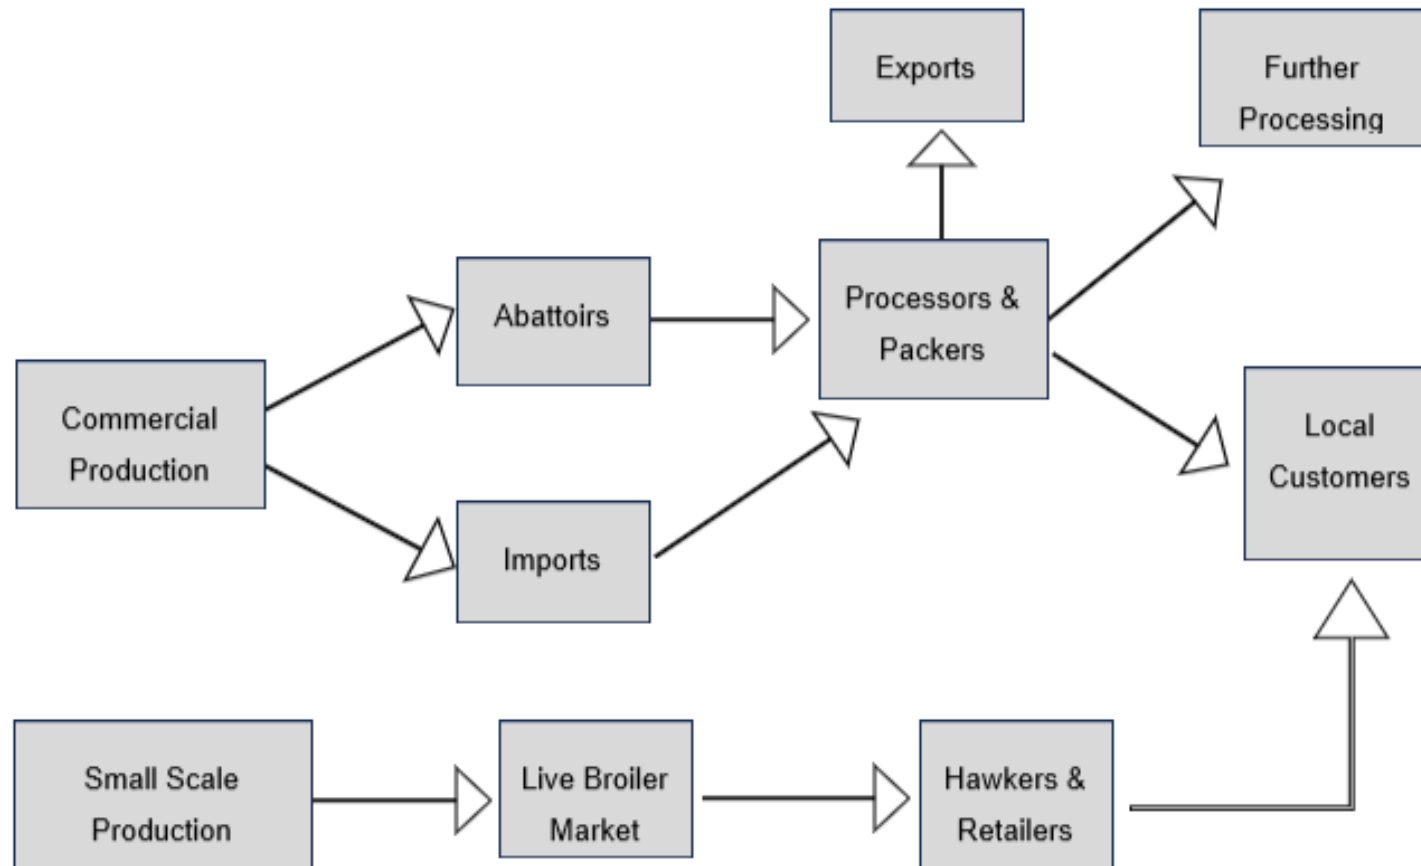 Exports
Further
Processing
Abattoirs
Processors &
Packers
Commercial
Production
Local
Customers
Imports
Small Scale
Production
Live Broiler
Market
Hawkers &
Retailers